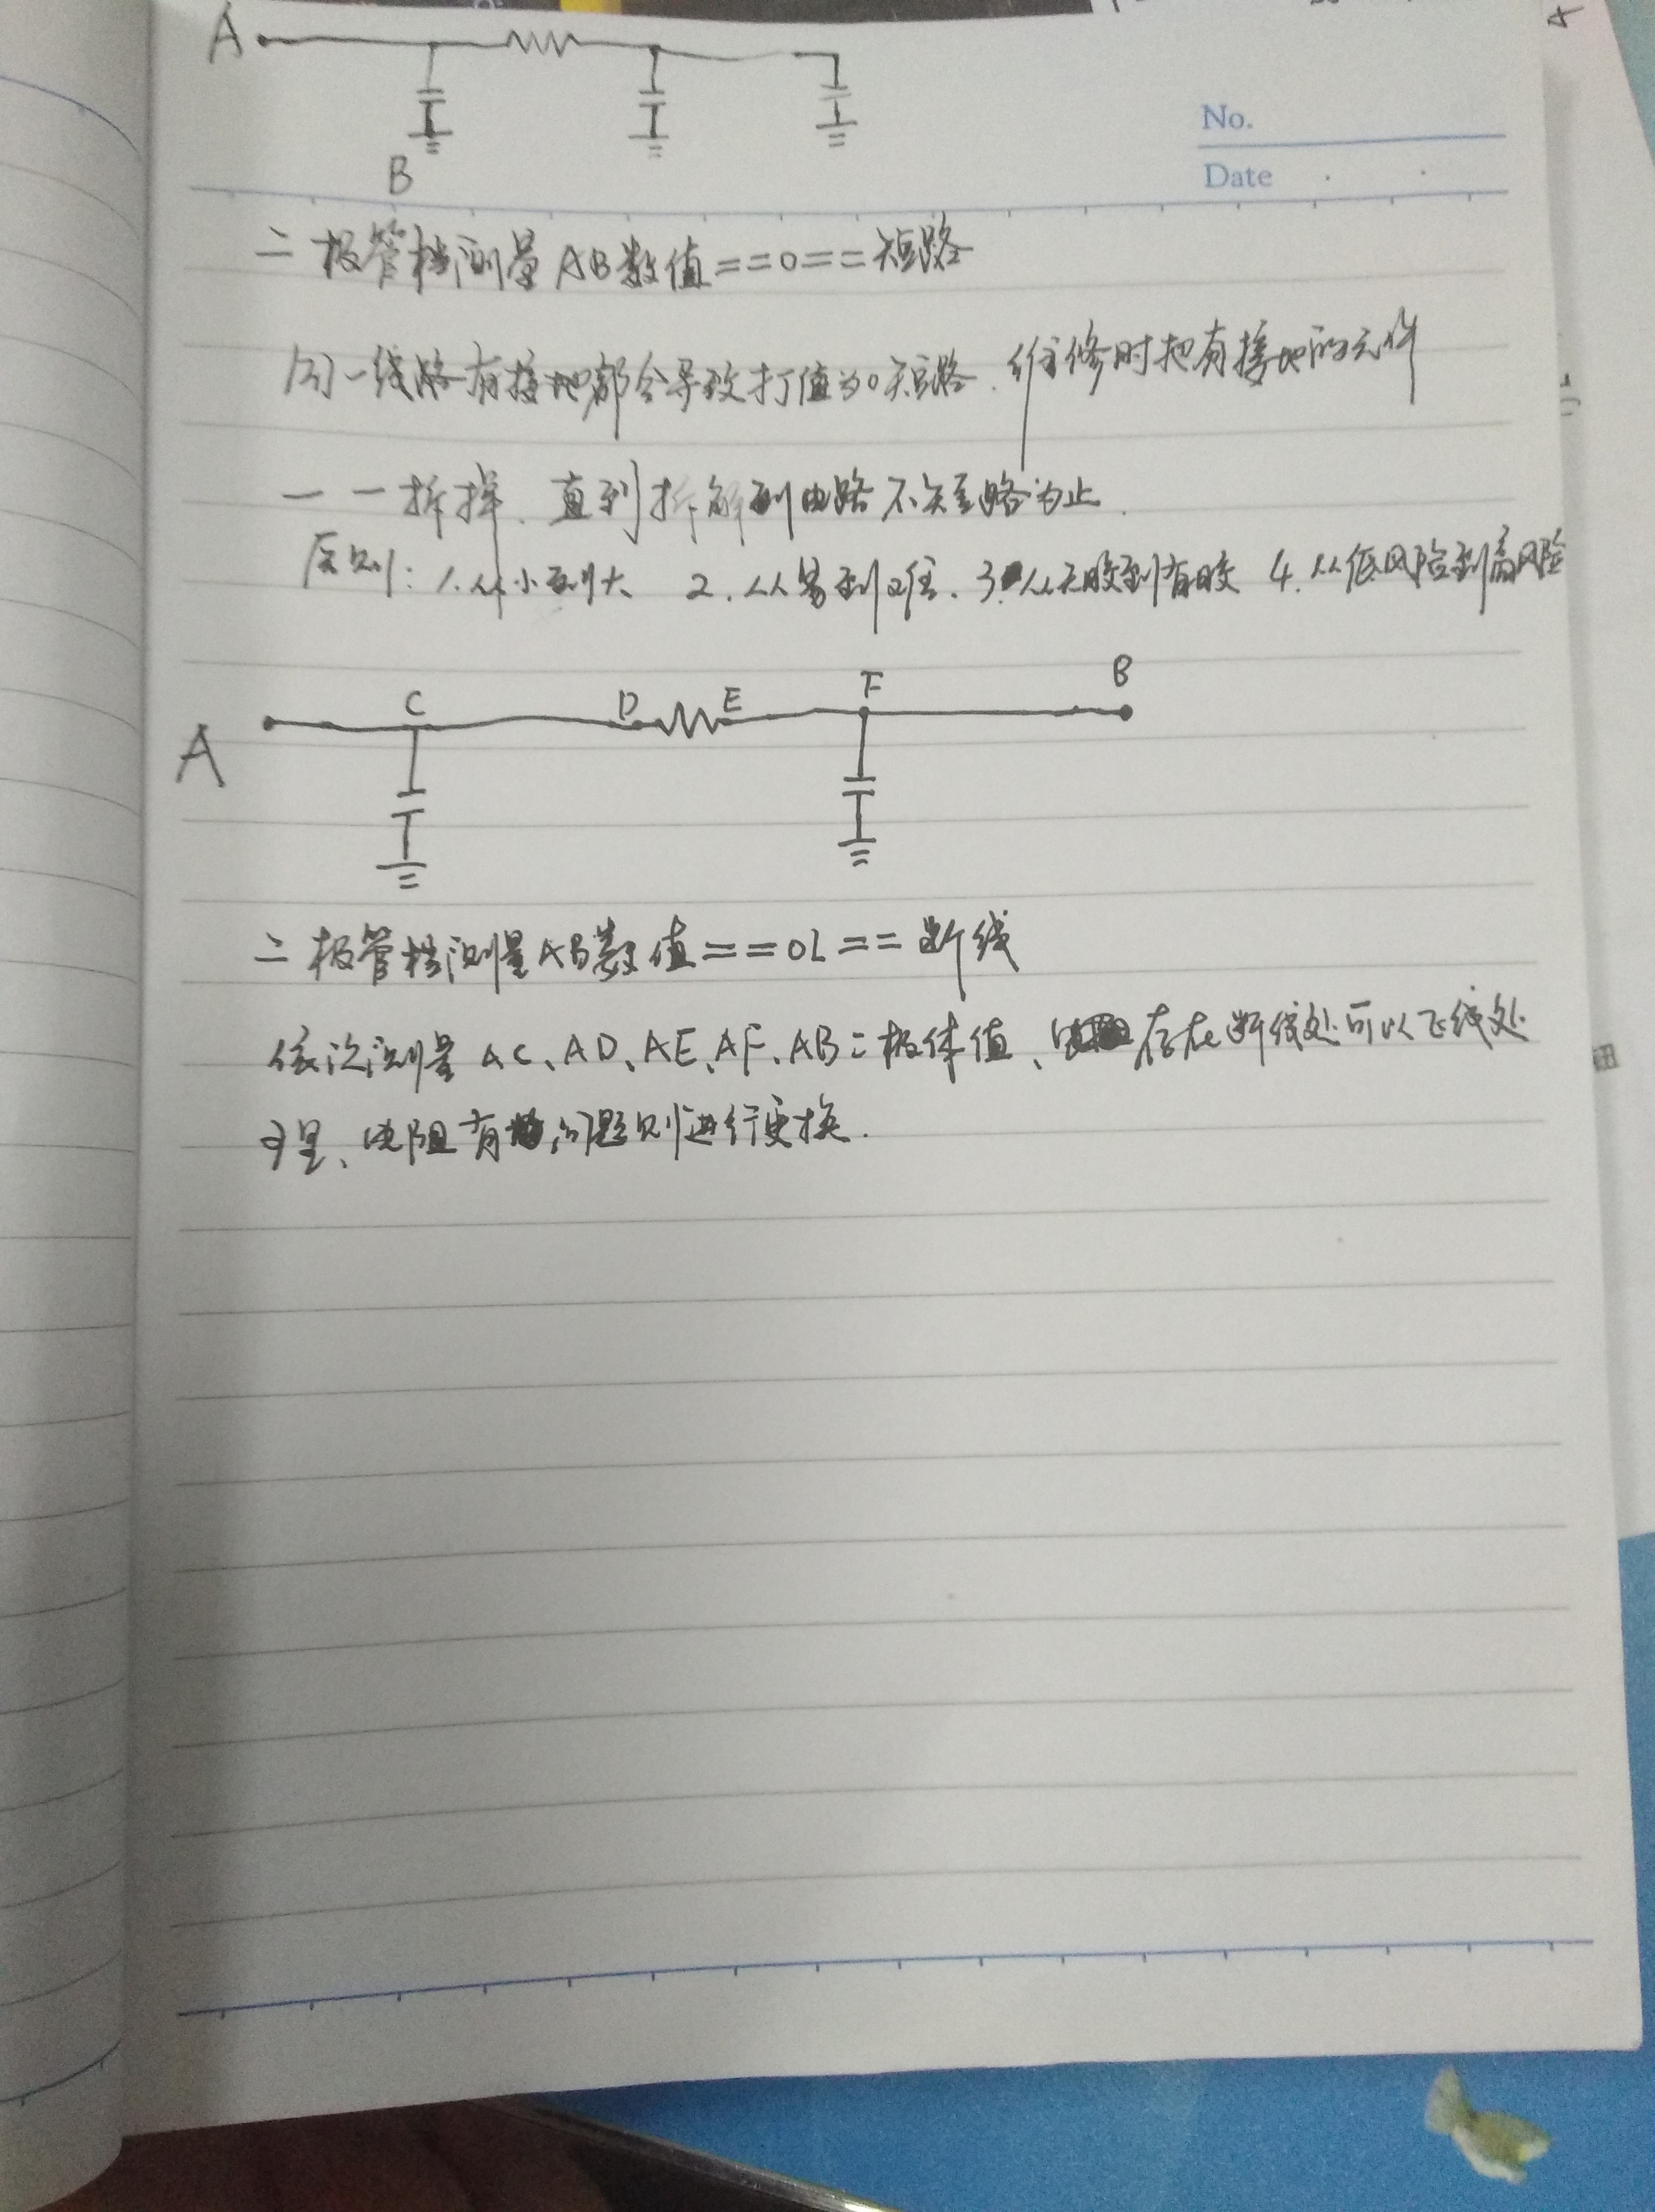 A
B
No.
Date
二极管档测量AB数值==0==短路
同一线路有接地都会导致打值为0短路、维修时把有接地的元件
一一拆掉、直到拆解到电路不短路为止.
原则:1.从小到大 2.从易到难、3.从无胶到有胶 4.从低风险到高风险
A C D E F B
二极管档测量AB数值==OL==断线
依次测量AC、AD、AE、AF、AB二极体值、存在断线处可以飞线处
理、电阻有问题则进行更换.